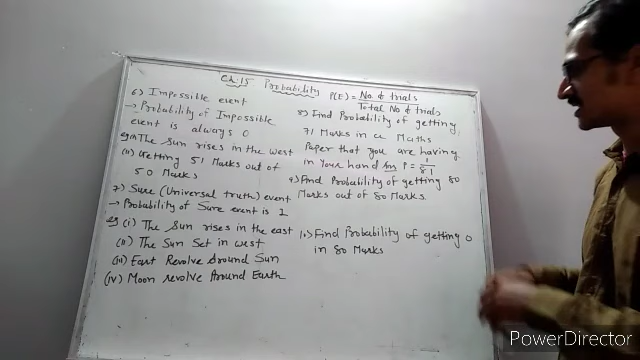 Ch.15 Probability P(E) = No. of trials
Total No. of trials
6) Impossible event
→ Probability of Impossible
event is always 0
eg (i) The Sun rises in the west
(ii) Getting 51 Marks out of
50 Marks
7) Sure (Universal truth) event
→ Probability of Sure event is 1
eg (i) The Sun rises in the east
(ii) The Sun Set in west
(iii) East Revolve Around Sun
(iv) Moon revolve Around Earth
8) Find Probability of getting
71 Marks in a Maths
Paper that you are having
in your hand Ans P = 1/81
9) Find Probability of getting 80
Marks out of 80 Marks
10) Find Probability of getting 0
in 80 Marks
PowerDirector